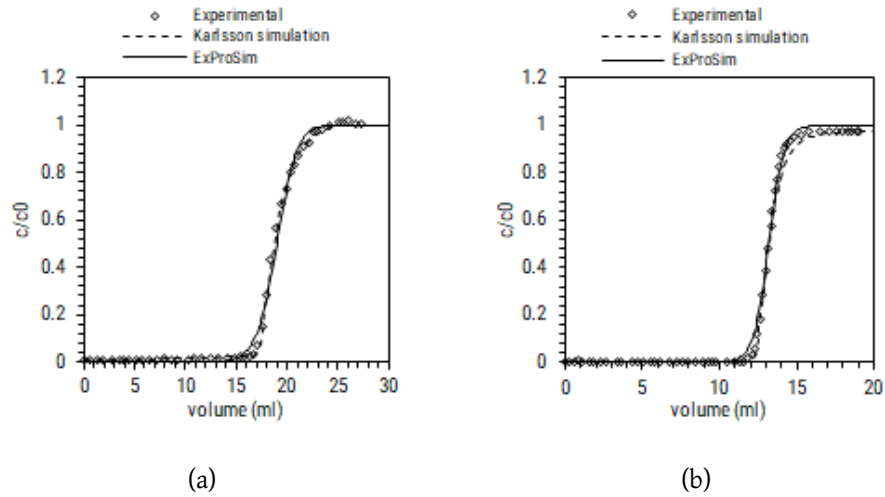 Experimental
Karlsson simulation
ExProSim
1.2
1
0.8
0.6
0.4
0.2
0
c/c0
0 5 10 15 20 25 30
volume (ml)
(a)
Experimental
Karlsson simulation
ExProSim
1.2
1
0.8
0.6
0.4
0.2
0
c/c0
0 5 10 15 20
volume (ml)
(b)